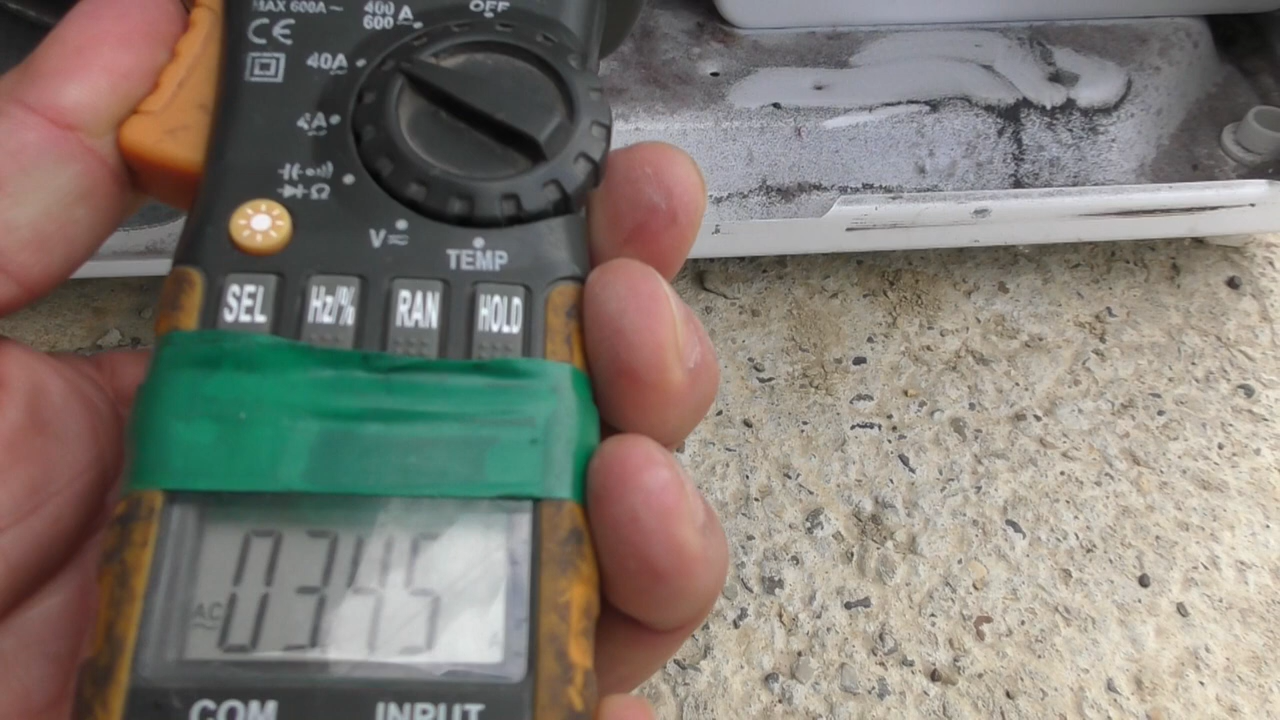 MAX 600A~
OFF
400
600 A
CE
40A
4A
Ω
V
TEMP
SEL
Hz/%
RAN
HOLD
AC
0345
COM
INPUT